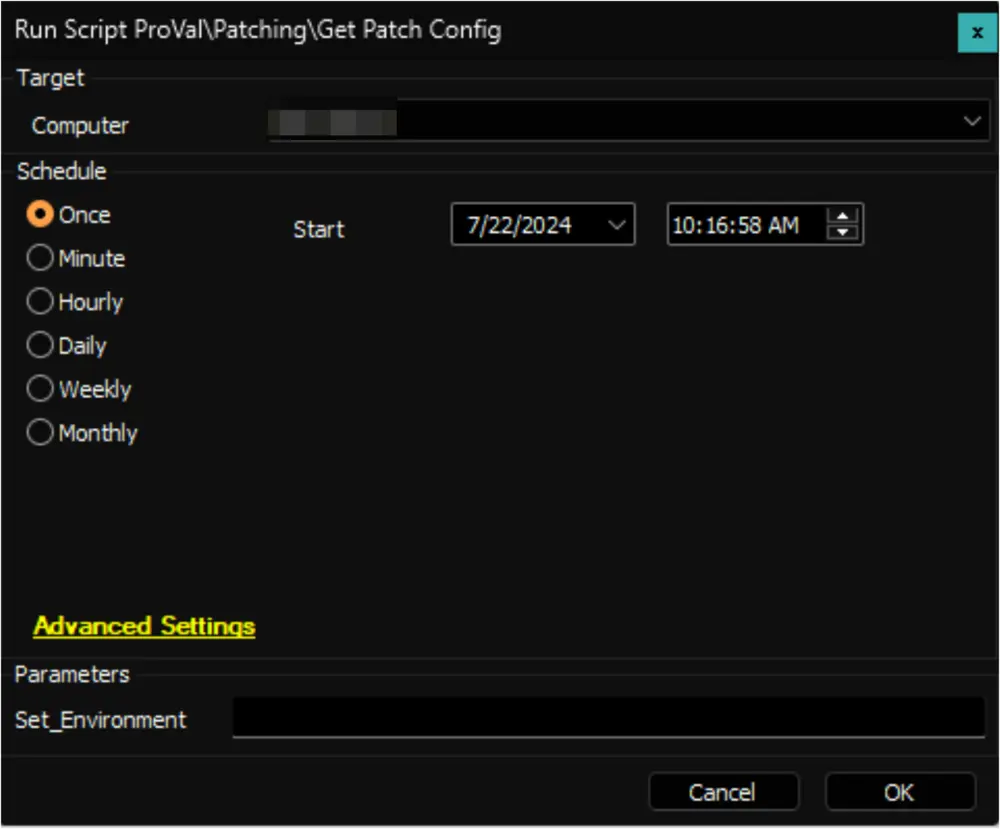 Run Script ProVal\Patching\Get Patch Config
x
Target
Computer
Schedule
Once
Start
7/22/2024
10:16:58 AM
Minute
Hourly
Daily
Weekly
Monthly
Advanced Settings
Parameters
Set_Environment
Cancel
OK